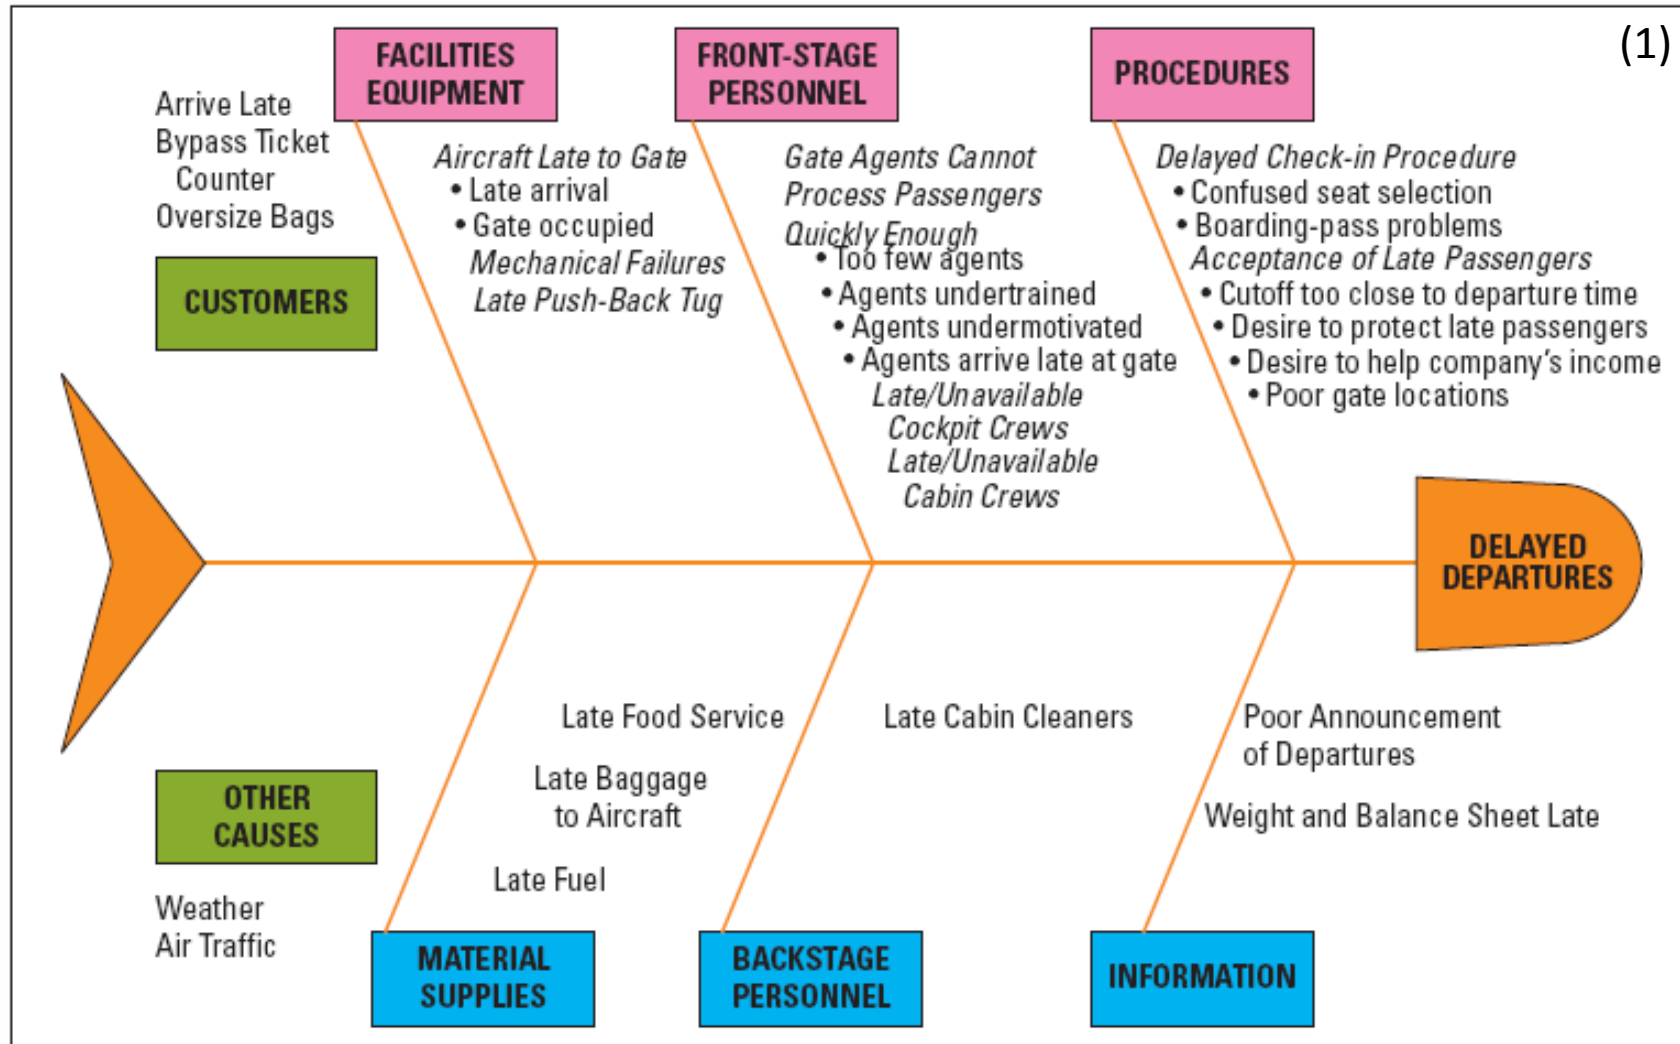 (1)
FACILITIES
EQUIPMENT
FRONT-STAGE
PERSONNEL
PROCEDURES
Arrive Late
Bypass Ticket
Counter
Oversize Bags
CUSTOMERS
Aircraft Late to Gate
• Late arrival
• Gate occupied
Mechanical Failures
Late Push-Back Tug
Gate Agents Cannot
Process Passengers
Quickly Enough
• Too few agents
• Agents undertrained
• Agents undermotivated
• Agents arrive late at gate
Late/Unavailable
Cockpit Crews
Late/Unavailable
Cabin Crews
Delayed Check-in Procedure
• Confused seat selection
• Boarding-pass problems
Acceptance of Late Passengers
• Cutoff too close to departure time
• Desire to protect late passengers
• Desire to help company’s income
• Poor gate locations
DELAYED
DEPARTURES
OTHER
CAUSES
Weather
Air Traffic
Late Food Service
Late Baggage
to Aircraft
Late Fuel
MATERIAL
SUPPLIES
Late Cabin Cleaners
BACKSTAGE
PERSONNEL
Poor Announcement
of Departures
Weight and Balance Sheet Late
INFORMATION